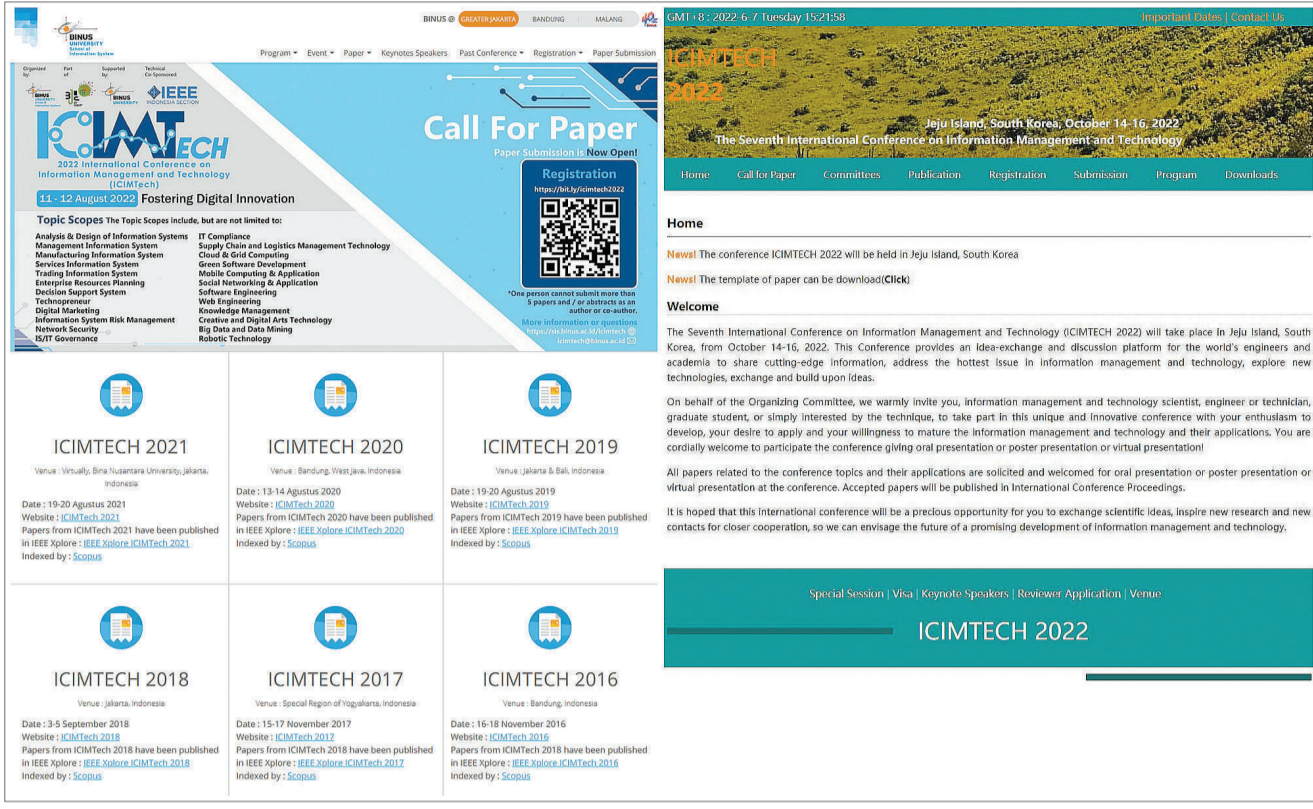 BINUS UNIVERSITY
School of
Information System
BINUS @ GREATER JAKARTA BANDUNG MALANG
Program Event Paper Keynotes Speakers Past Conference Registration Paper Submission
Organized by: Part of: Supported by: Technical Co-Sponsored:
BINUS UNIVERSITY IEEE INDONESIA SECTION
ICIMTECH
2022 International Conference on
Information Management and Technology
(ICIMTech)
11 - 12 August 2022 Fostering Digital Innovation
Call For Paper
Paper Submission is Now Open!
Registration
https://bit.ly/icimtech2022
*One person cannot submit more than
5 papers and / or abstracts as an
author or co-author.
More information or questions
https://sis.binus.ac.id/icimtech
icimtech@binus.ac.id
Topic Scopes The Topic Scopes include, but are not limited to:
Analysis & Design of Information Systems
Management Information System
Manufacturing Information System
Services Information System
Trading Information System
Enterprise Resources Planning
Decision Support System
Technopreneur
Digital Marketing
Information System Risk Management
Network Security
IS/IT Governance
IT Compliance
Supply Chain and Logistics Management Technology
Cloud & Grid Computing
Green Software Development
Mobile Computing & Application
Social Networking & Application
Software Engineering
Web Engineering
Knowledge Management
Creative and Digital Arts Technology
Big Data and Data Mining
Robotic Technology
ICIMTECH 2021
Venue : Virtually, Bina Nusantara University, Jakarta,
Indonesia
Date : 19-20 Agustus 2021
Website : ICIMTech 2021
Papers from ICIMTech 2021 have been published
in IEEE Xplore : IEEE Xplore ICIMTech 2021
Indexed by : Scopus
ICIMTECH 2020
Venue : Bandung, West Java, Indonesia
Date : 13-14 Agustus 2020
Website : ICIMTech 2020
Papers from ICIMTech 2020 have been published
in IEEE Xplore : IEEE Xplore ICIMTech 2020
Indexed by : Scopus
ICIMTECH 2019
Venue : Jakarta & Bali, Indonesia
Date : 19-20 Agustus 2019
Website : ICIMTech 2019
Papers from ICIMTech 2019 have been published
in IEEE Xplore : IEEE Xplore ICIMTech 2019
Indexed by : Scopus
ICIMTECH 2018
Venue : Jakarta, Indonesia
Date : 3-5 September 2018
Website : ICIMTech 2018
Papers from ICIMTech 2018 have been published
in IEEE Xplore : IEEE Xplore ICIMTech 2018
Indexed by : Scopus
ICIMTECH 2017
Venue : Special Region of Yogyakarta, Indonesia
Date : 15-17 November 2017
Website : ICIMTech 2017
Papers from ICIMTech 2018 have been published
in IEEE Xplore : IEEE Xplore ICIMTech 2017
Indexed by : Scopus
ICIMTECH 2016
Venue : Bandung, Indonesia
Date : 16-18 November 2016
Website : ICIMTech 2016
Papers from ICIMTech 2018 have been published
in IEEE Xplore : IEEE Xplore ICIMTech 2016
Indexed by : Scopus
GMT+8 : 2022-6-7 Tuesday 15:21:58
Important Dates | Contact Us
ICIMTECH
2022
Jeju Island, South Korea, October 14-16, 2022
The Seventh International Conference on Information Management and Technology
Home Call for Paper Committees Publication Registration Submission Program Downloads
Home
News! The conference ICIMTECH 2022 will be held in Jeju Island, South Korea
News! The template of paper can be download(Click)
Welcome
The Seventh International Conference on Information Management and Technology (ICIMTECH 2022) will take place in Jeju Island, South
Korea, from October 14-16, 2022. This Conference provides an idea-exchange and discussion platform for the world's engineers and
academia to share cutting-edge information, address the hottest issue in information management and technology, explore new
technologies, exchange and build upon ideas.
On behalf of the Organizing Committee, we warmly invite you, information management and technology scientist, engineer or technician,
graduate student, or simply interested by the technique, to take part in this unique and innovative conference with your enthusiasm to
develop, your desire to apply and your willingness to mature the information management and technology and their applications. You are
cordially welcome to participate the conference giving oral presentation or poster presentation or virtual presentation!
All papers related to the conference topics and their applications are solicited and welcomed for oral presentation or poster presentation or
virtual presentation at the conference. Accepted papers will be published in International Conference Proceedings.
It is hoped that this international conference will be a precious opportunity for you to exchange scientific ideas, inspire new research and new
contacts for closer cooperation, so we can envisage the future of a promising development of information management and technology.
Special Session | Visa | Keynote Speakers | Reviewer Application | Venue
ICIMTECH 2022